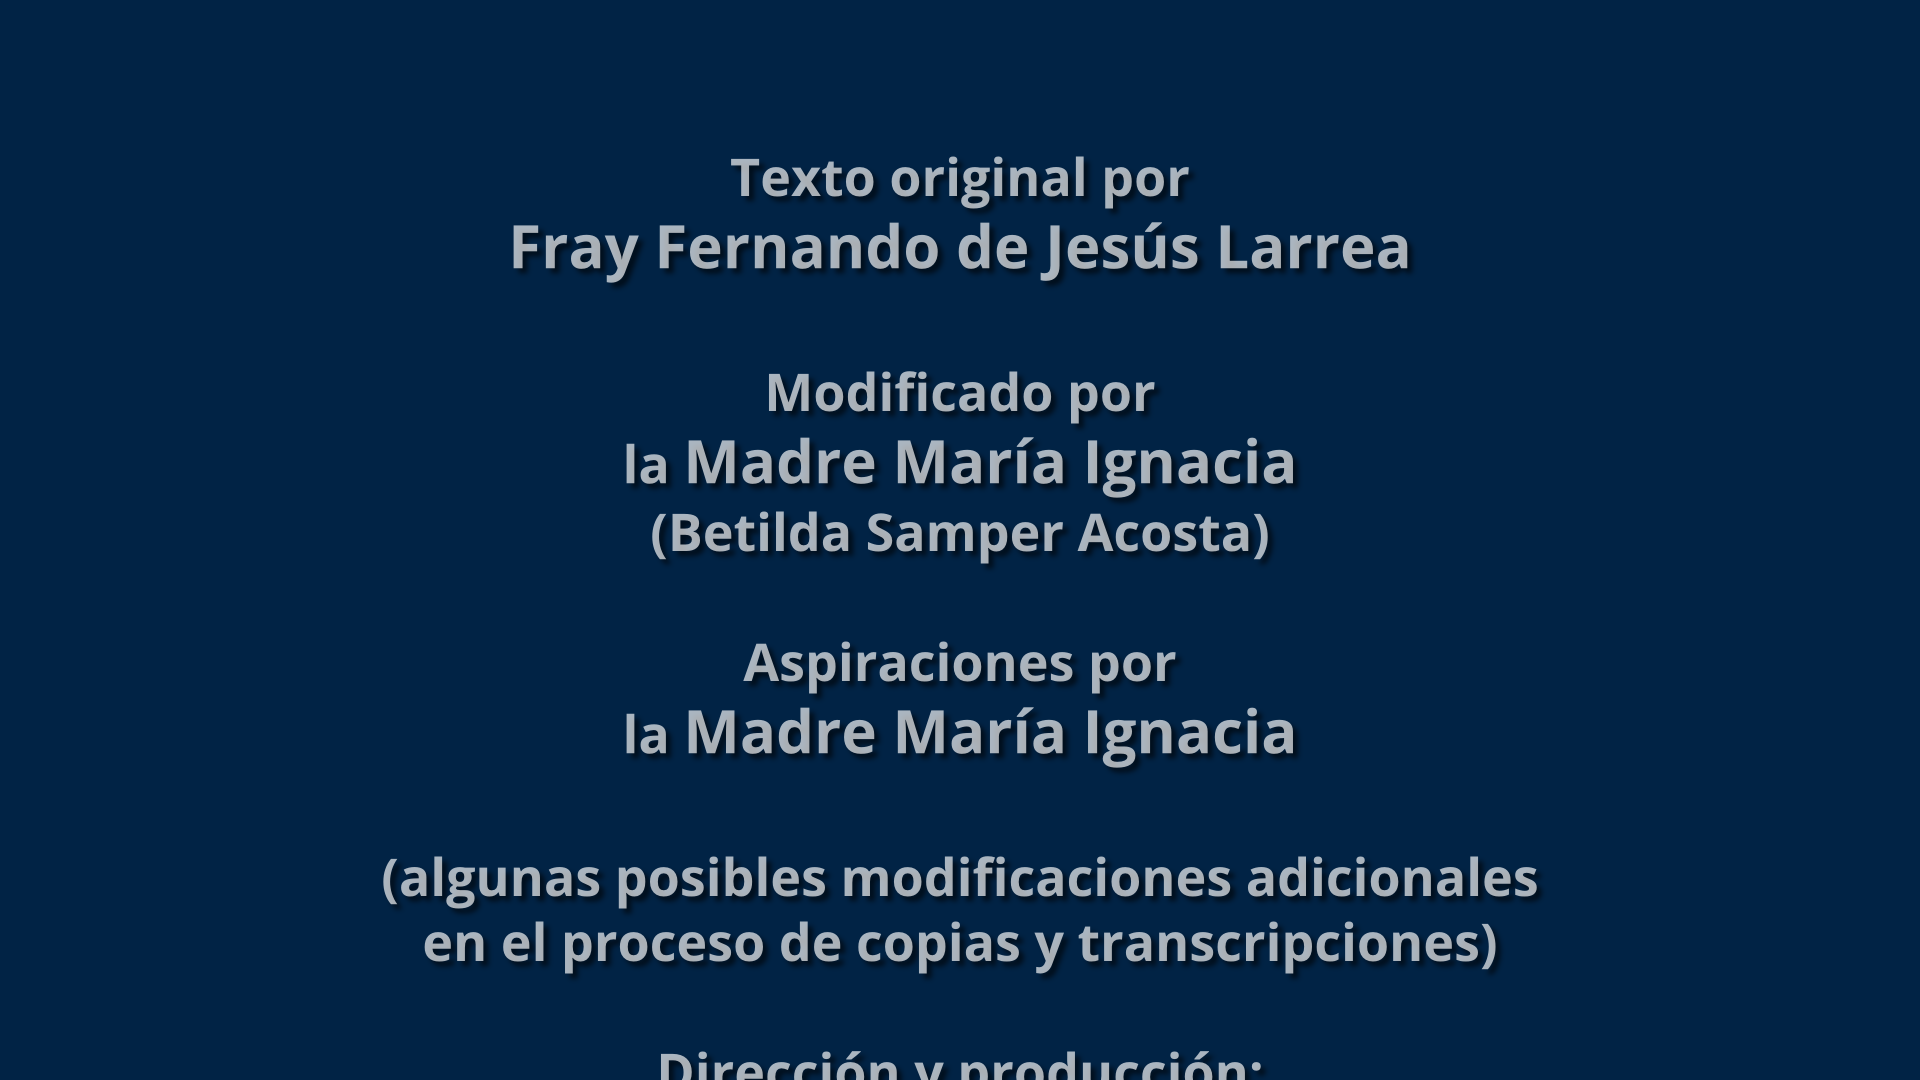 Texto original por
Fray Fernando de Jesús Larrea
Modificado por
la Madre María Ignacia
(Betilda Samper Acosta)
Aspiraciones por
la Madre María Ignacia
(algunas posibles modificaciones adicionales
en el proceso de copias y transcripciones)
Dirección y producción: